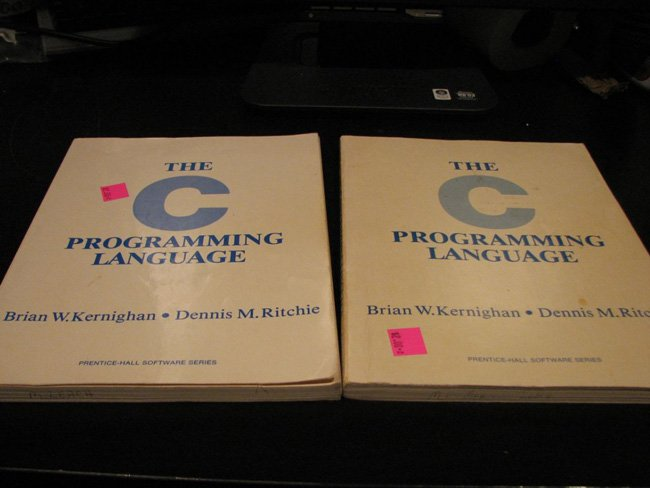 THE
C
PROGRAMMING
LANGUAGE
Brian W. Kernighan • Dennis M. Ritchie
PRENTICE-HALL SOFTWARE SERIES
THE
C
PROGRAMMING
LANGUAGE
Brian W. Kernighan • Dennis M. Ritc
PRENTICE-HALL SOFTWARE SERIES